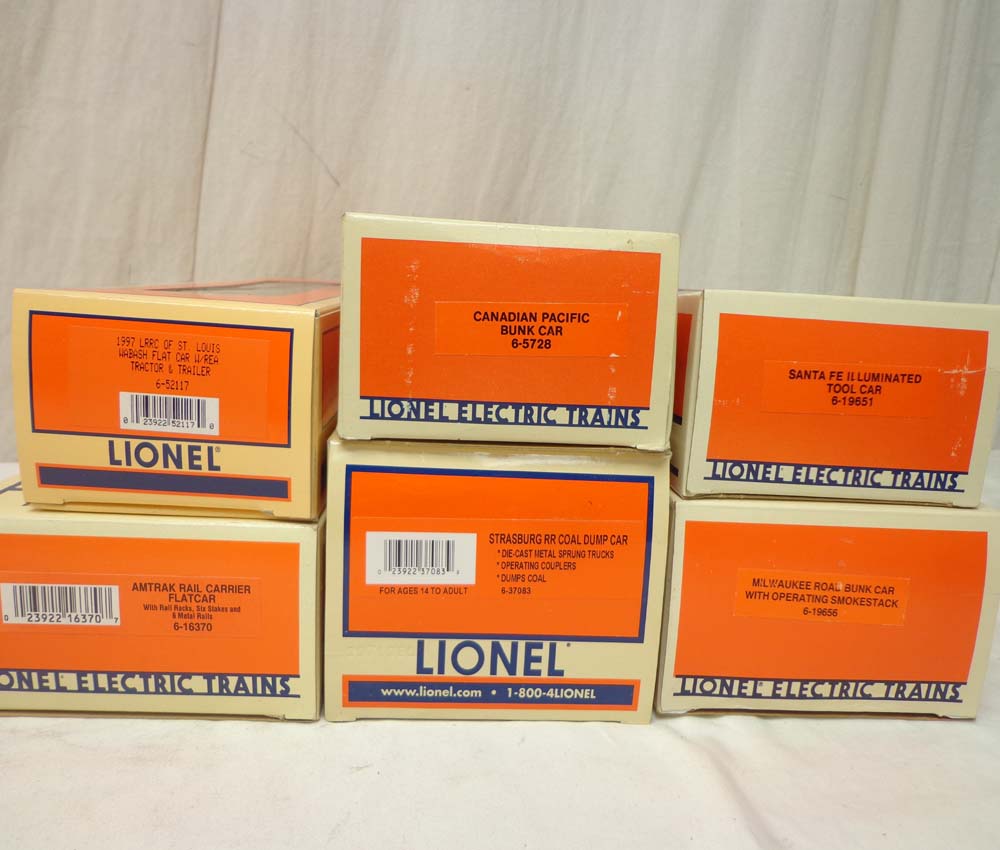 1997 LRRC OF ST. LOUIS
WABASH FLAT CAR W/REA
TRACTOR & TRAILER
6-52117
0 23922 52117 0
LIONEL®
CANADIAN PACIFIC
BUNK CAR
6-5728
LIONEL ELECTRIC TRAINS
SANTA FE ILLUMINATED
TOOL CAR
6-19651
LIONEL ELECTRIC TRAINS
AMTRAK RAIL CARRIER
FLATCAR
With Rail Racks, Six Stakes and
6 Metal Rails
6-16370
0 23922 16370 7
LIONEL ELECTRIC TRAINS
STRASBURG RR COAL DUMP CAR
* DIE-CAST METAL SPRUNG TRUCKS
* OPERATING COUPLERS
* DUMPS COAL
6-37083
0 23922 37083
FOR AGES 14 TO ADULT
LIONEL®
www.lionel.com • 1-800-4LIONEL
MILWAUKEE ROAD BUNK CAR
WITH OPERATING SMOKESTACK
6-19656
LIONEL® ELECTRIC TRAINS